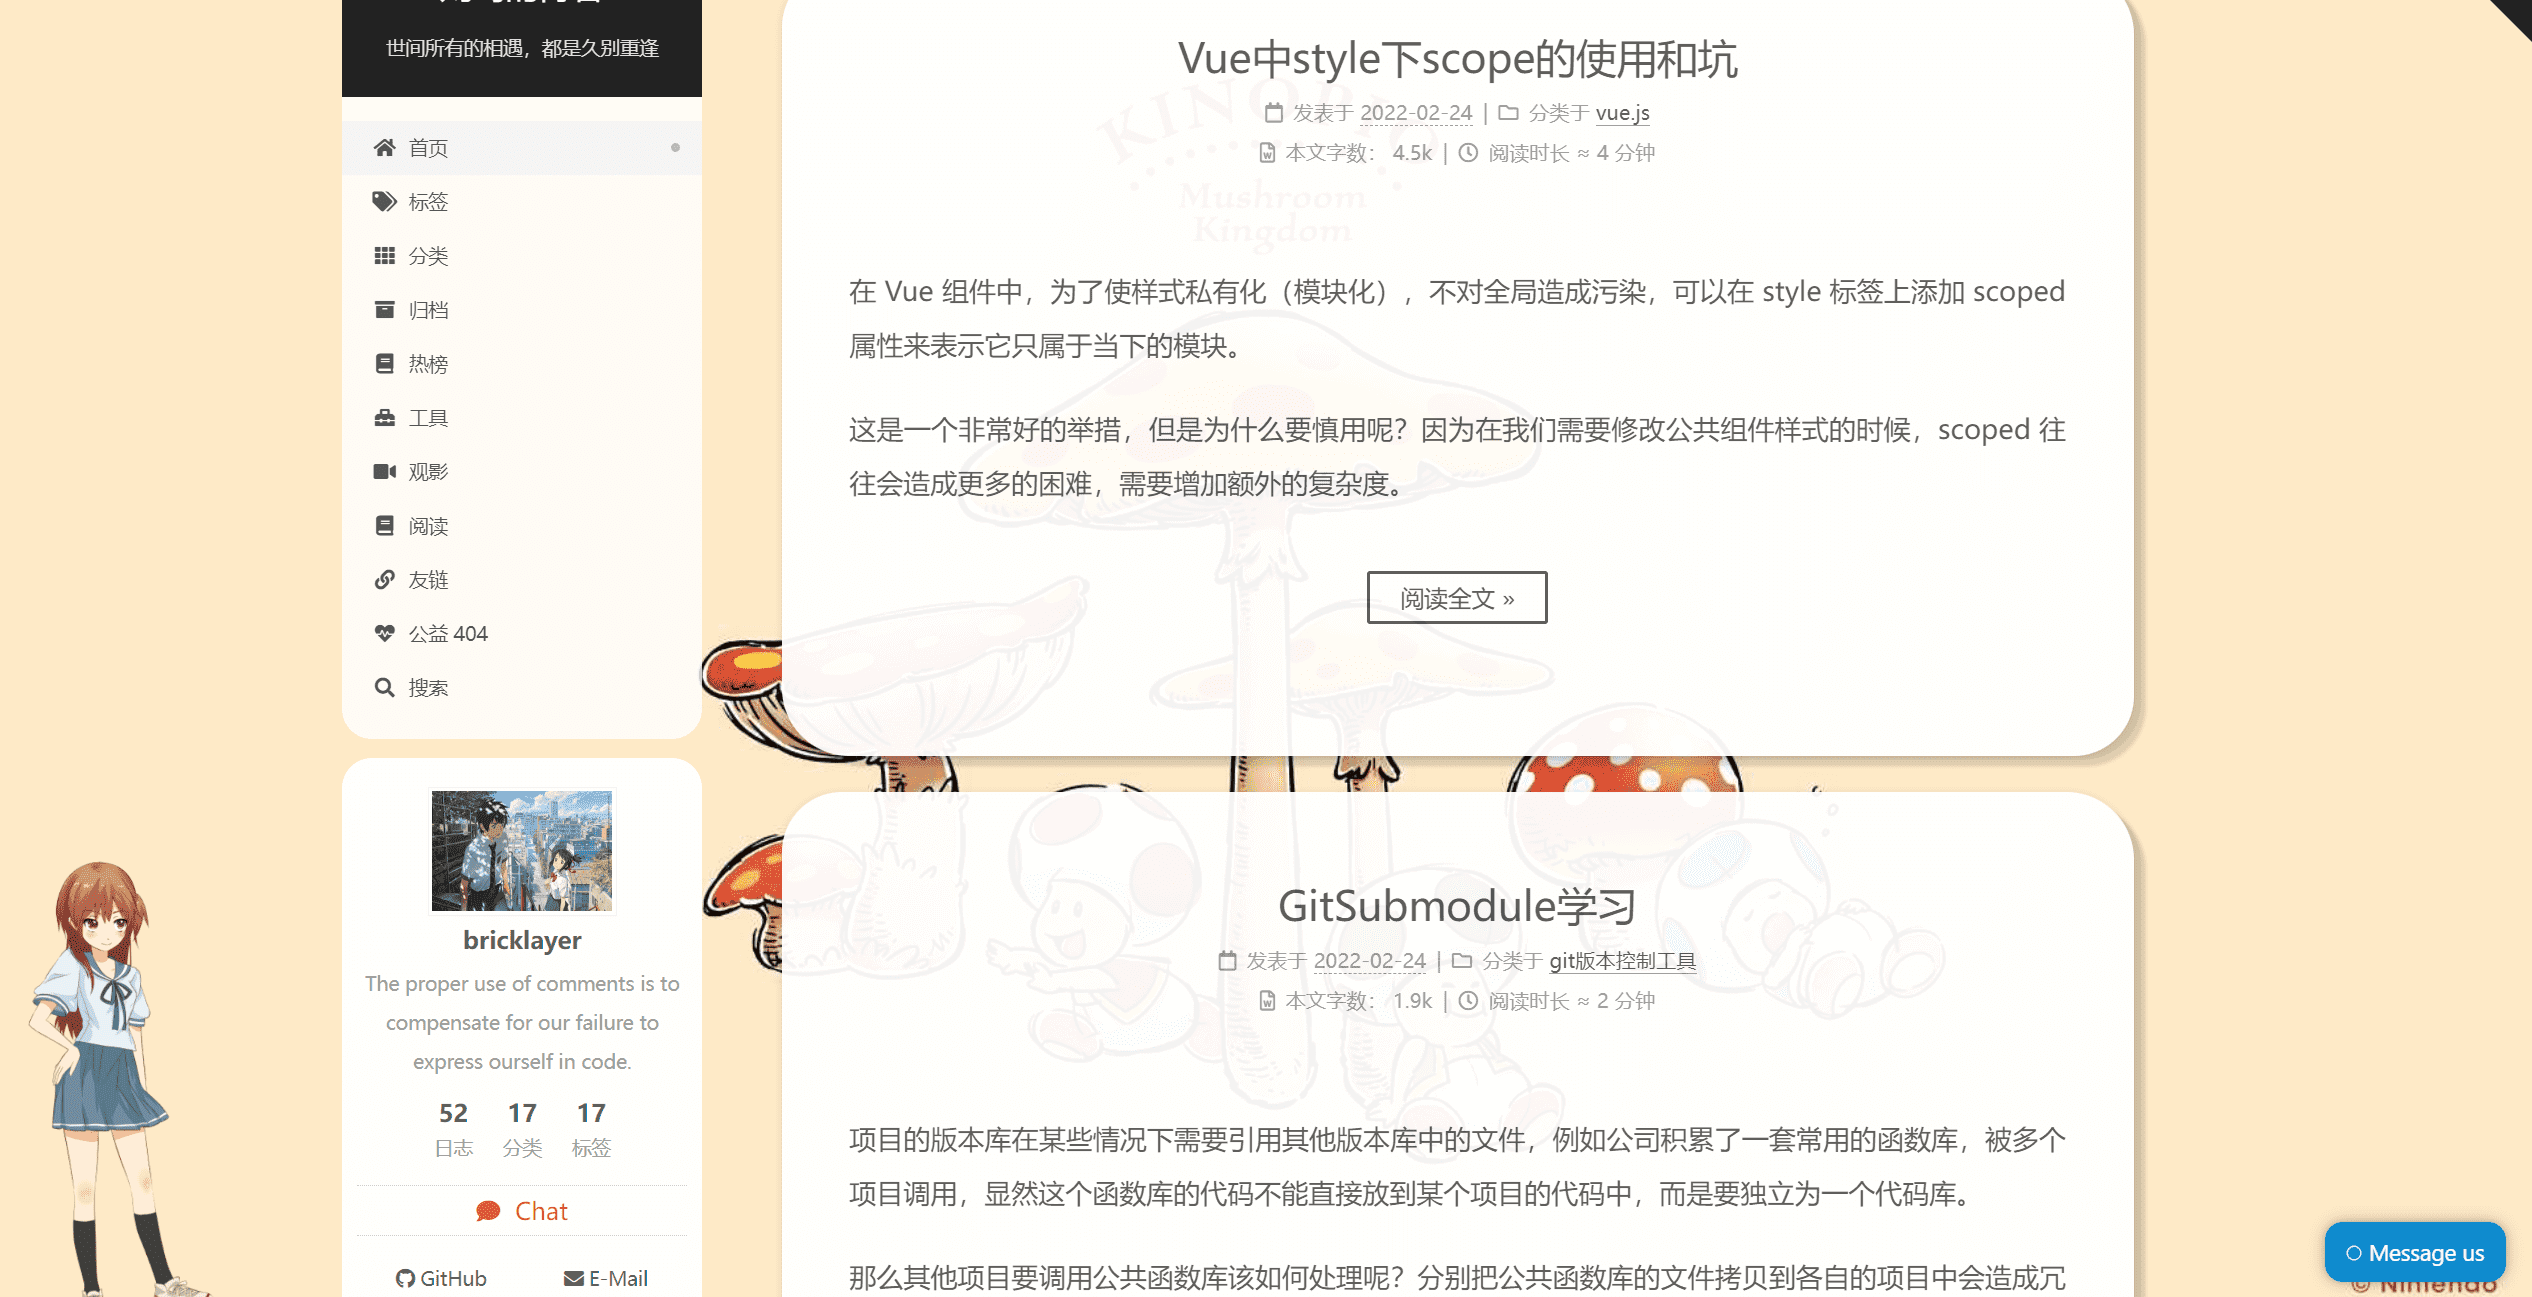 世间所有的相遇，都是久别重逢
首页
标签
分类
归档
热榜
工具
观影
阅读
友链
公益 404
搜索
bricklayer
The proper use of comments is to
compensate for our failure to
express ourself in code.
52 17 17
日志 分类 标签
Chat
GitHub E-Mail
Vue中style下scope的使用和坑
发表于 2022-02-24 | 分类于 vue.js
本文字数： 4.5k | 阅读时长 ≈ 4 分钟
KINOPIO
Mushroom
Kingdom
在 Vue 组件中，为了使样式私有化（模块化），不对全局造成污染，可以在 style 标签上添加 scoped
属性来表示它只属于当下的模块。
这是一个非常好的举措，但是为什么要慎用呢？因为在我们需要修改公共组件样式的时候，scoped 往
往会造成更多的困难，需要增加额外的复杂度。
阅读全文 »
GitSubmodule学习
发表于 2022-02-24 | 分类于 git版本控制工具
本文字数： 1.9k | 阅读时长 ≈ 2 分钟
项目的版本库在某些情况下需要引用其他版本库中的文件，例如公司积累了一套常用的函数库，被多个
项目调用，显然这个函数库的代码不能直接放到某个项目的代码中，而是要独立为一个代码库。
那么其他项目要调用公共函数库该如何处理呢？分别把公共函数库的文件拷贝到各自的项目中会造成冗
Message us
© Nintendo